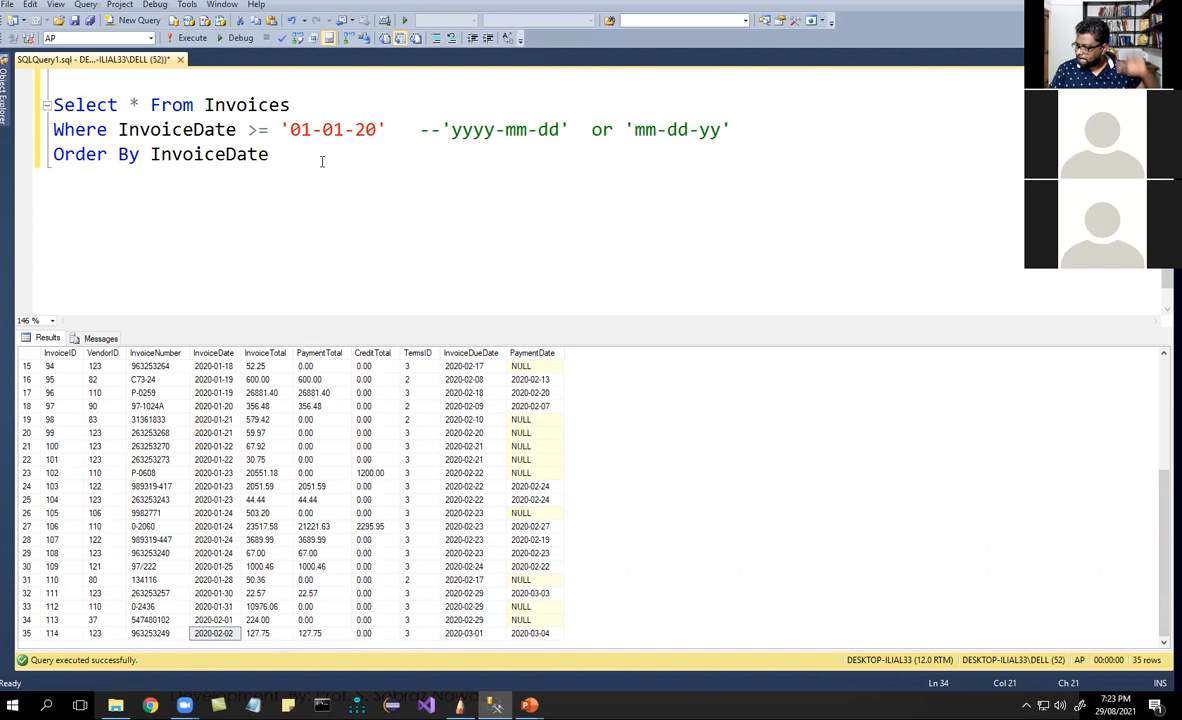 File Edit View Query Project Debug Tools Window Help
New Query
AP Execute Debug
SQLQuery1.sql - DE...-ILIAL33\DELL (52))*
Object Explorer
Select * From Invoices
Where InvoiceDate >= '01-01-20' --'yyyy-mm-dd' or 'mm-dd-yy'
Order By InvoiceDate
146 %
Results Messages
InvoiceID VendorID InvoiceNumber InvoiceDate InvoiceTotal PaymentTotal CreditTotal TermsID InvoiceDueDate PaymentDate
15 94 123 963253264 2020-01-18 52.25 0.00 0.00 3 2020-02-17 NULL
16 95 82 C73-24 2020-01-19 600.00 600.00 0.00 2 2020-02-08 2020-02-13
17 96 110 P-0259 2020-01-19 26881.40 26881.40 0.00 3 2020-02-18 2020-02-20
18 97 90 97-1024A 2020-01-20 356.48 356.48 0.00 2 2020-02-09 2020-02-07
19 98 83 31361833 2020-01-21 579.42 0.00 0.00 2 2020-02-10 NULL
20 99 123 263253268 2020-01-21 59.97 0.00 0.00 3 2020-02-20 NULL
21 100 123 263253270 2020-01-22 67.92 0.00 0.00 3 2020-02-21 NULL
22 101 123 263253273 2020-01-22 30.75 0.00 0.00 3 2020-02-21 NULL
23 102 110 P-0608 2020-01-23 20551.18 0.00 1200.00 3 2020-02-22 NULL
24 103 122 989319-417 2020-01-23 2051.59 2051.59 0.00 3 2020-02-22 2020-02-24
25 104 123 263253243 2020-01-23 44.44 44.44 0.00 3 2020-02-22 2020-02-24
26 105 106 9982771 2020-01-24 503.20 0.00 0.00 3 2020-02-23 NULL
27 106 110 0-2060 2020-01-24 23517.58 21221.63 2295.95 3 2020-02-23 2020-02-27
28 107 122 989319-447 2020-01-24 3689.99 3689.99 0.00 3 2020-02-23 2020-02-19
29 108 123 963253240 2020-01-24 67.00 67.00 0.00 3 2020-02-23 2020-02-23
30 109 121 97/222 2020-01-25 1000.46 1000.46 0.00 3 2020-02-24 2020-02-22
31 110 80 134116 2020-01-28 90.36 0.00 0.00 2 2020-02-17 NULL
32 111 123 263253257 2020-01-30 22.57 22.57 0.00 3 2020-02-29 2020-03-03
33 112 110 0-2436 2020-01-31 10976.06 0.00 0.00 3 2020-02-29 NULL
34 113 37 547480102 2020-02-01 224.00 0.00 0.00 3 2020-02-29 NULL
35 114 123 963253249 2020-02-02 127.75 127.75 0.00 3 2020-03-01 2020-03-04
Query executed successfully. DESKTOP-ILIAL33 (12.0 RTM) DESKTOP-ILIAL33\DELL (52) AP 00:00:00 35 rows
Ready Ln 34 Col 21 Ch 21 INS
7:23 PM
29/08/2021